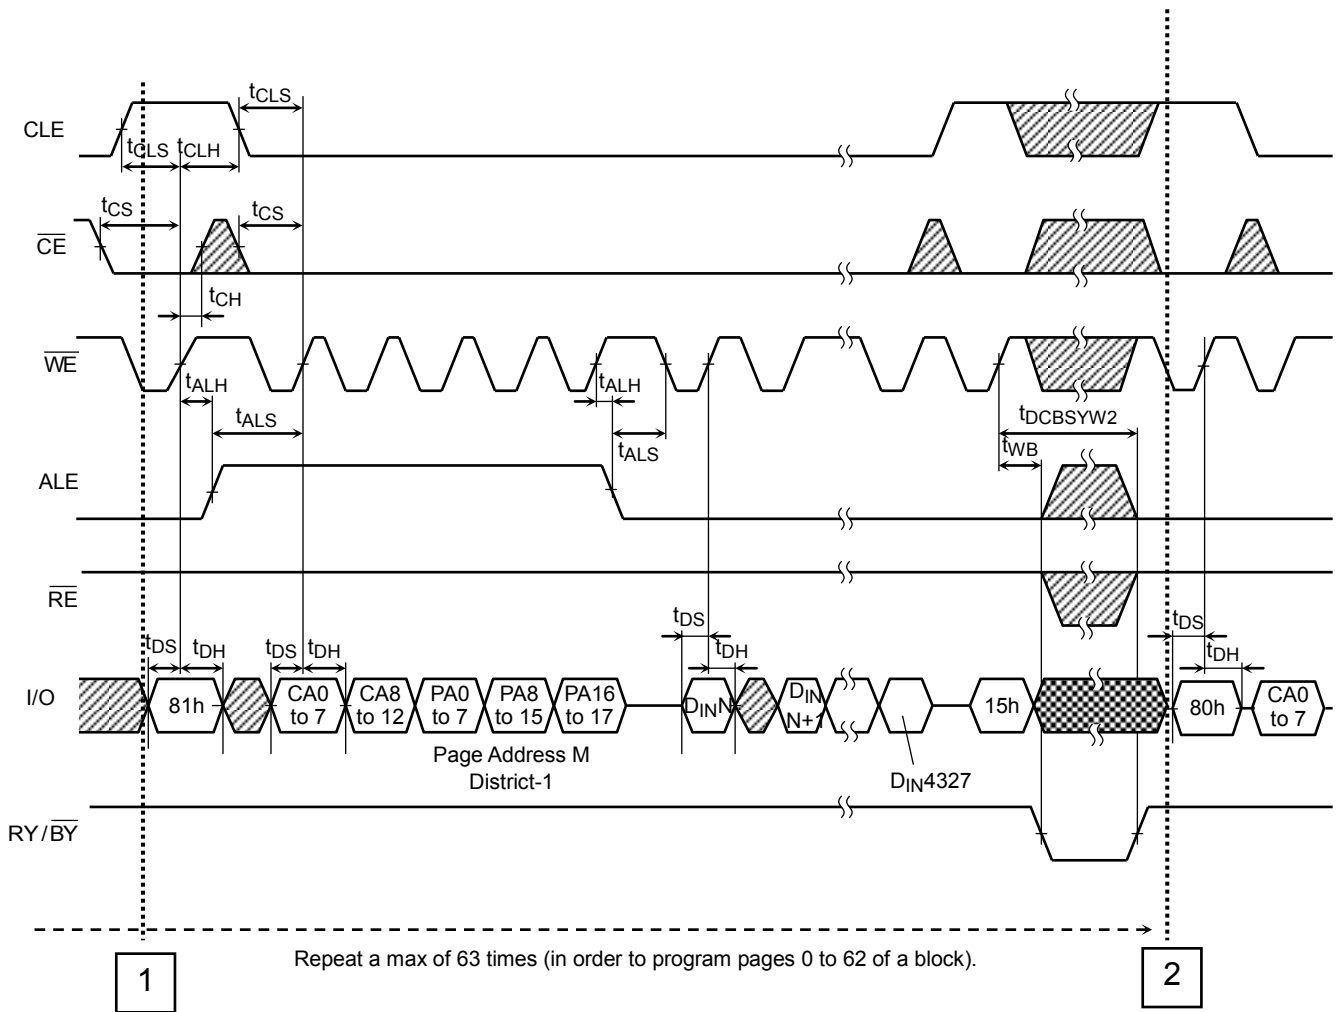 tCLS
CLE
tCLS tCLH
tCS tCS
CE
tCH
WE
tALH tALH
tALS tDCBSYW2
tALS tWB
ALE
RE
tDS tDH tDS tDH tDS tDH tDS tDH
I/O 81h CA0 to 7 CA8 to 12 PA0 to 7 PA8 to 15 PA16 to 17 DINN DIN N+1 15h 80h CA0 to 7
Page Address M
District-1
DIN4327
RY/BY
Repeat a max of 63 times (in order to program pages 0 to 62 of a block).
1 2